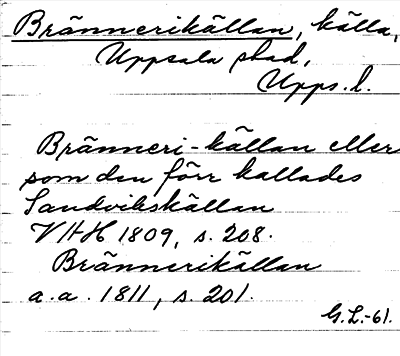 Brännerikällan, källa,
Uppsala stad,
Upps. l.
Bränneri-källan eller
som den förr kallades
Sandvikskällan
VHH 1809, s. 208.
Brännerikällan
a.a. 1811, s. 201.
G.L.-61.